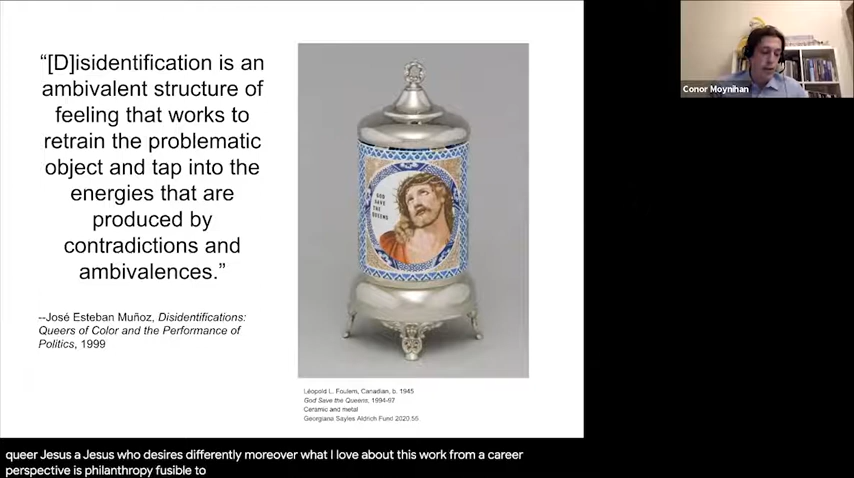 “[D]isidentification is an
ambivalent structure of
feeling that works to
retrain the problematic
object and tap into the
energies that are
produced by
contradictions and
ambivalences.”
--José Esteban Muñoz, Disidentifications:
Queers of Color and the Performance of
Politics, 1999
GOD
SAVE
THE
QUEENS
Léopold L. Foulem, Canadian, b. 1945
God Save the Queens, 1994-97
Ceramic and metal
Georgiana Sayles Aldrich Fund 2020.56
Conor Moynihan
queer Jesus a Jesus who desires differently moreover what I love about this work from a career
perspective is philanthropy fusible to